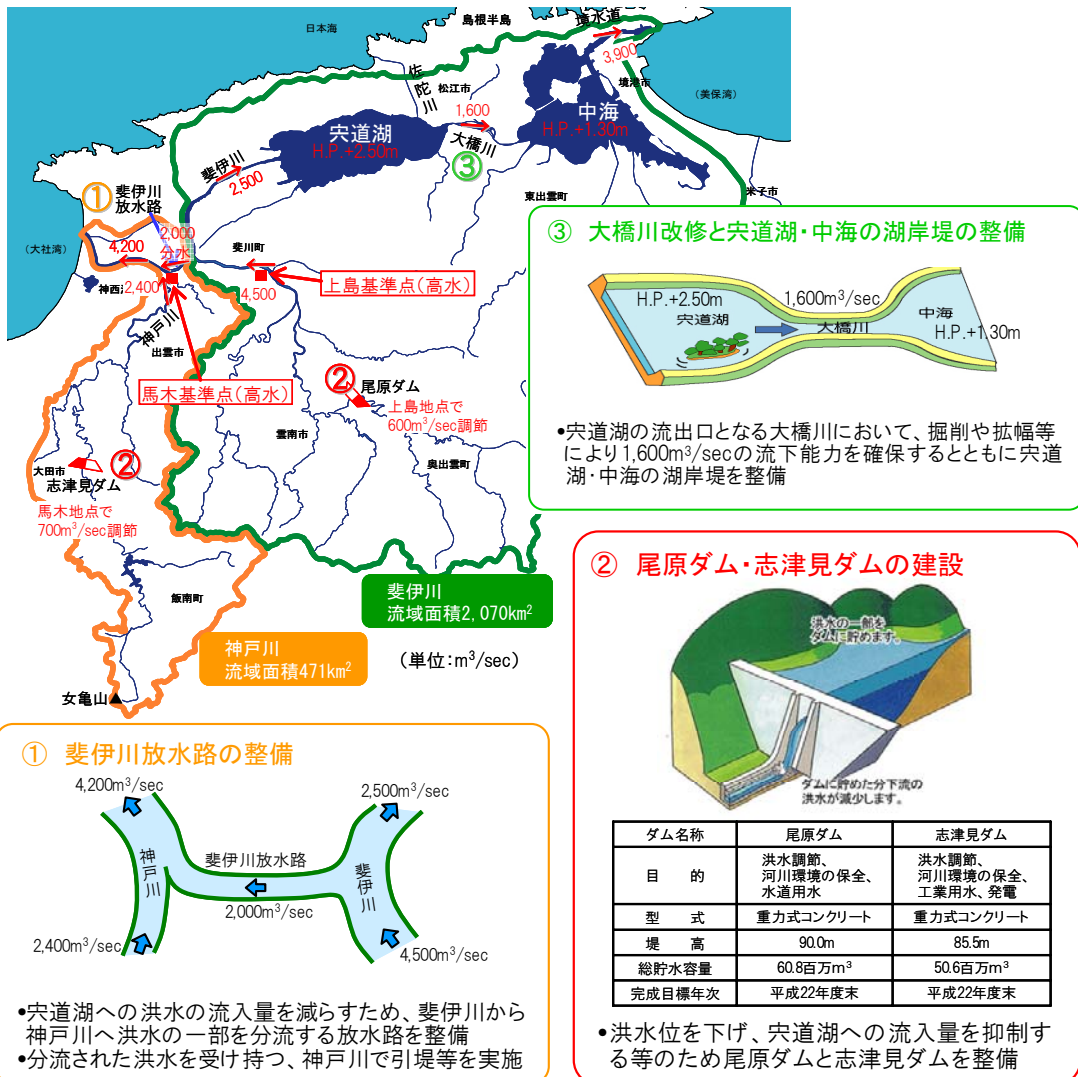 日本海
島根半島
境水道
3,900
境港市
(美保湾)
佐陀川
松江市
1,600
大橋川
③
宍道湖
H.P.+2.50m
中海
H.P.+1.30m
斐伊川
2,500
東出雲町
米子市
①
斐伊川
放水路
(大社湾)
4,200
2,000
分水
斐川町
2,400
4,500
上島基準点(高水)
神戸川
出雲市
馬木基準点(高水)
②
尾原ダム
上島地点で
600m³/sec調節
雲南市
奥出雲町
大田市
②
志津見ダム
馬木地点で
700m³/sec調節
飯南町
女亀山
斐伊川
流域面積2,070km²
神戸川
流域面積471km²
(単位:m³/sec)
③ 大橋川改修と宍道湖・中海の湖岸堤の整備
H.P.+2.50m
宍道湖
1,600m³/sec
大橋川
中海
H.P.+1.30m
•宍道湖の流出口となる大橋川において、掘削や拡幅等
により1,600m³/secの流下能力を確保するとともに宍道
湖・中海の湖岸堤を整備
② 尾原ダム・志津見ダムの建設
洪水の一部を
ダムに貯めます。
ダムに貯めた分下流の
洪水が減少します。
ダム名称 尾原ダム 志津見ダム
目 的 洪水調節、河川環境の保全、水道用水 洪水調節、河川環境の保全、工業用水、発電
型 式 重力式コンクリート 重力式コンクリート
堤 高 90.0m 85.5m
総貯水容量 60.8百万m³ 50.6百万m³
完成目標年次 平成22年度末 平成22年度末
•洪水位を下げ、宍道湖への流入量を抑制す
る等のため尾原ダムと志津見ダムを整備
① 斐伊川放水路の整備
4,200m³/sec
2,500m³/sec
神戸川
斐伊川放水路
斐伊川
2,000m³/sec
2,400m³/sec
4,500m³/sec
•宍道湖への洪水の流入量を減らすため、斐伊川から
神戸川へ洪水の一部を分流する放水路を整備
•分流された洪水を受け持つ、神戸川で引堤等を実施